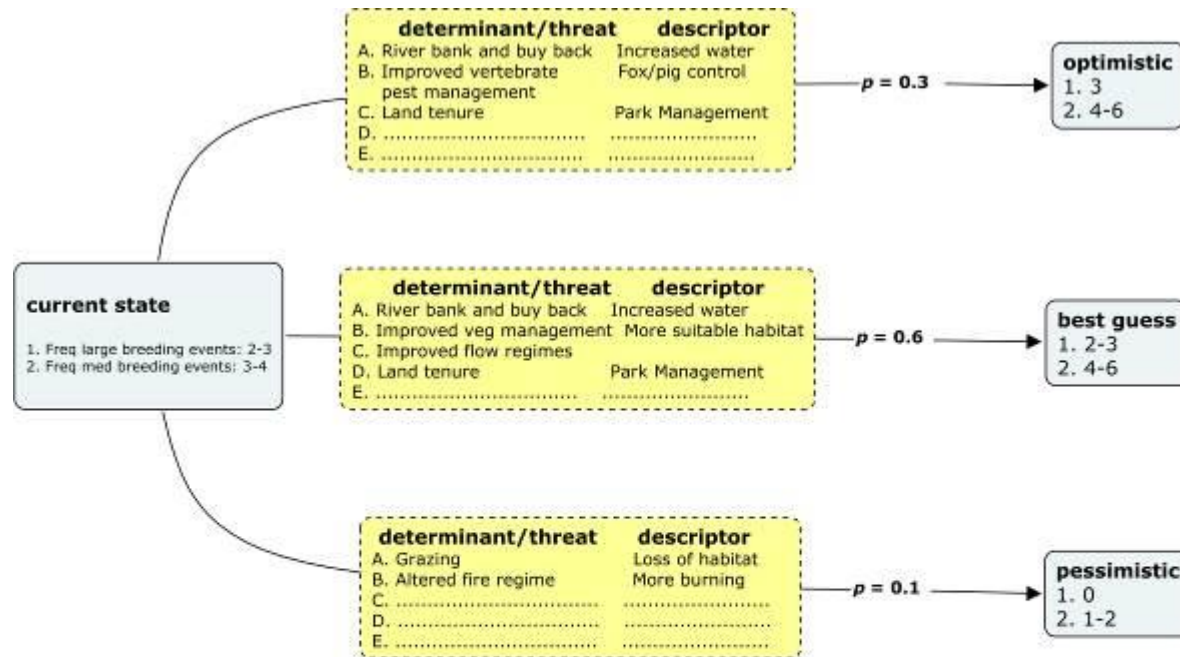 determinant/threat descriptor
A. River bank and buy back Increased water
B. Improved vertebrate Fox/pig control
pest management
C. Land tenure Park Management
D. .................................. ........................
E. .................................. ........................
p = 0.3
optimistic
1. 3
2. 4-6
current state
1. Freq large breeding events: 2-3
2. Freq med breeding events: 3-4
determinant/threat descriptor
A. River bank and buy back Increased water
B. Improved veg management More suitable habitat
C. Improved flow regimes
D. Land tenure Park Management
E. .................................. ........................
p = 0.6
best guess
1. 2-3
2. 4-6
determinant/threat descriptor
A. Grazing Loss of habitat
B. Altered fire regime More burning
C. .................................. ........................
D. .................................. ........................
E. .................................. ........................
p = 0.1
pessimistic
1. 0
2. 1-2